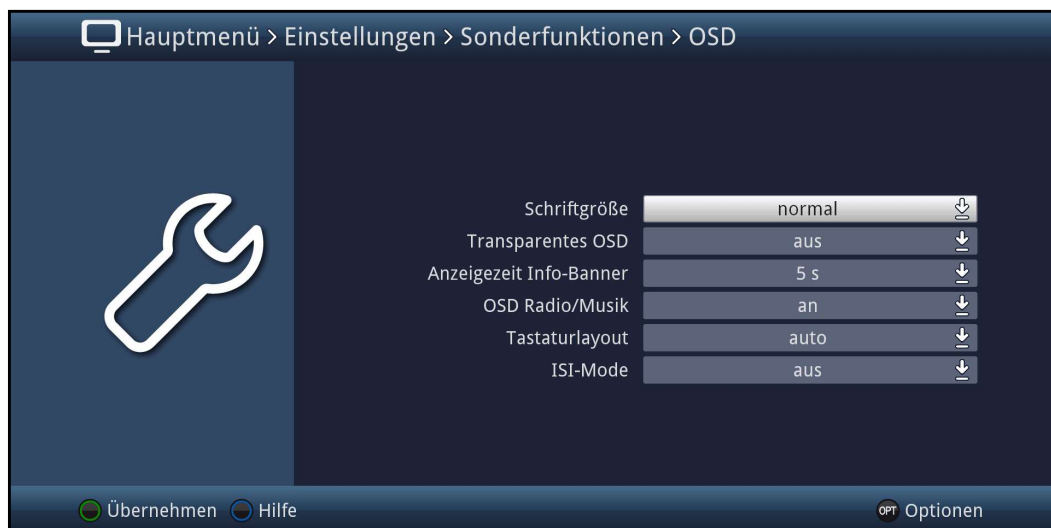 Hauptmenü > Einstellungen > Sonderfunktionen > OSD
Schriftgröße normal
Transparentes OSD aus
Anzeigezeit Info-Banner 5 s
OSD Radio/Musik an
Tastaturlayout auto
ISI-Mode aus
Übernehmen Hilfe OPT Optionen